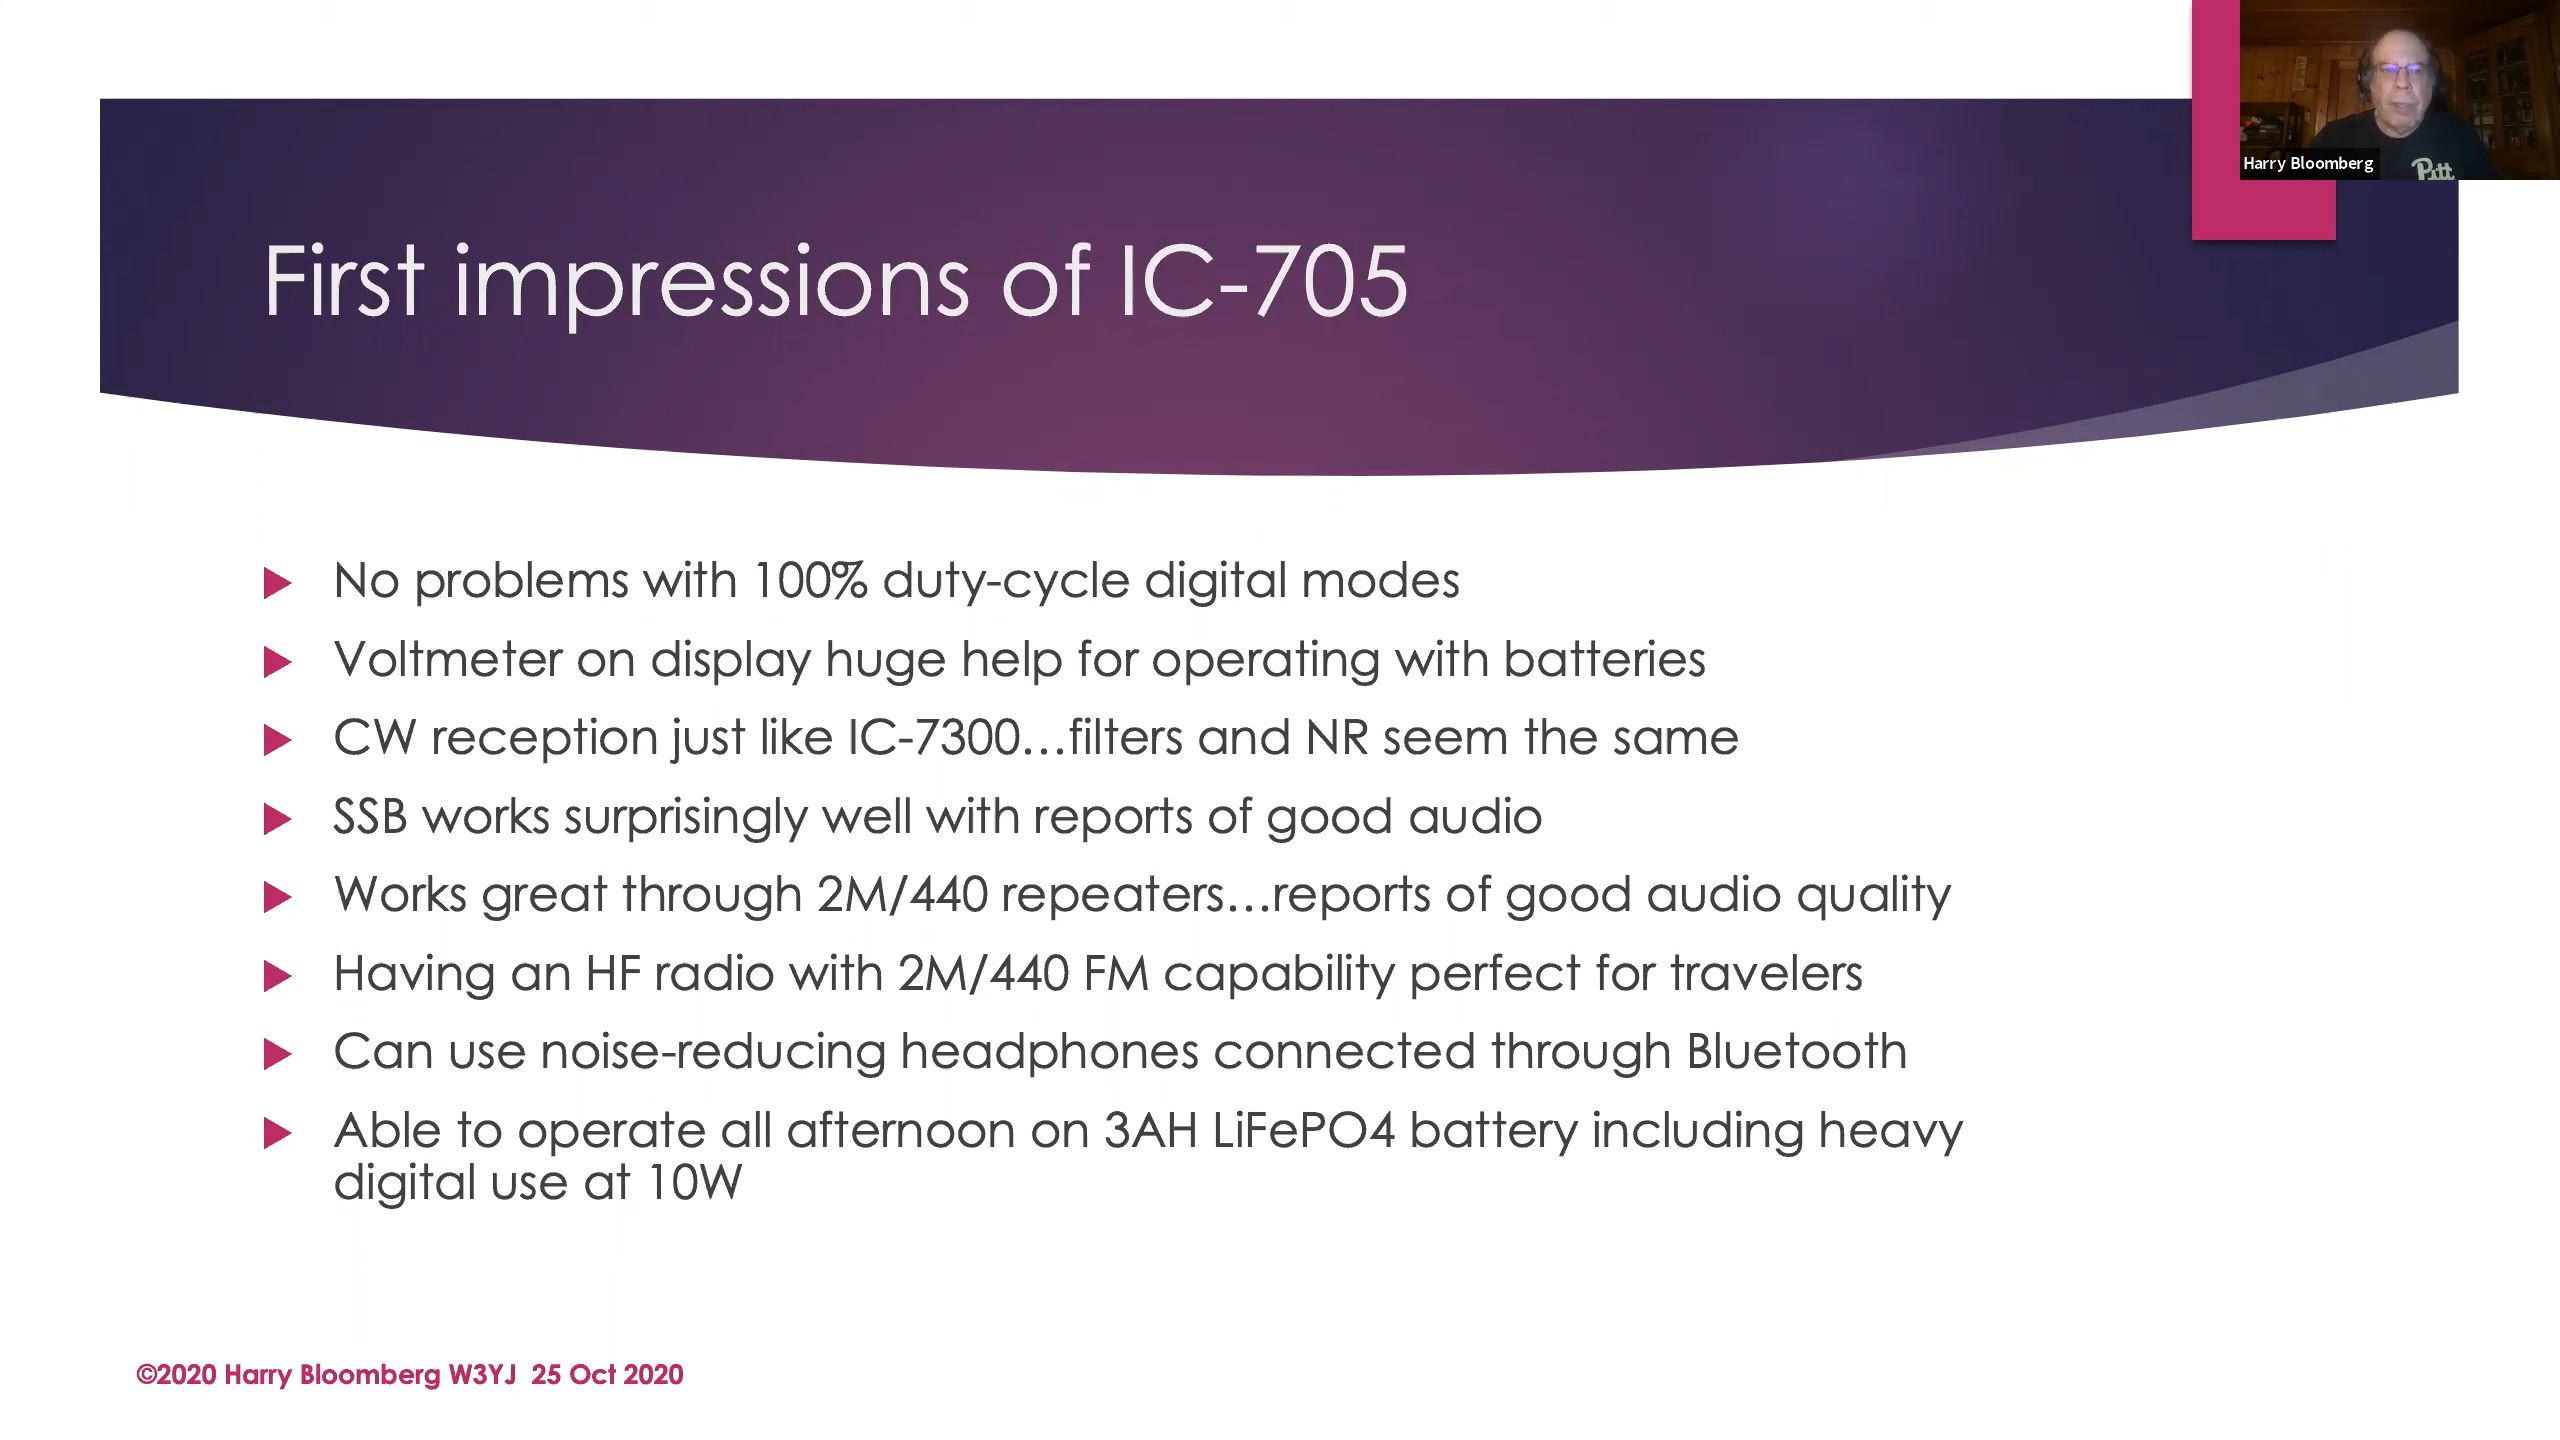 Harry Bloomberg
Pitt
First impressions of IC-705
No problems with 100% duty-cycle digital modes
Voltmeter on display huge help for operating with batteries
CW reception just like IC-7300…filters and NR seem the same
SSB works surprisingly well with reports of good audio
Works great through 2M/440 repeaters…reports of good audio quality
Having an HF radio with 2M/440 FM capability perfect for travelers
Can use noise-reducing headphones connected through Bluetooth
Able to operate all afternoon on 3AH LiFePO4 battery including heavy
digital use at 10W
©2020 Harry Bloomberg W3YJ  25 Oct 2020